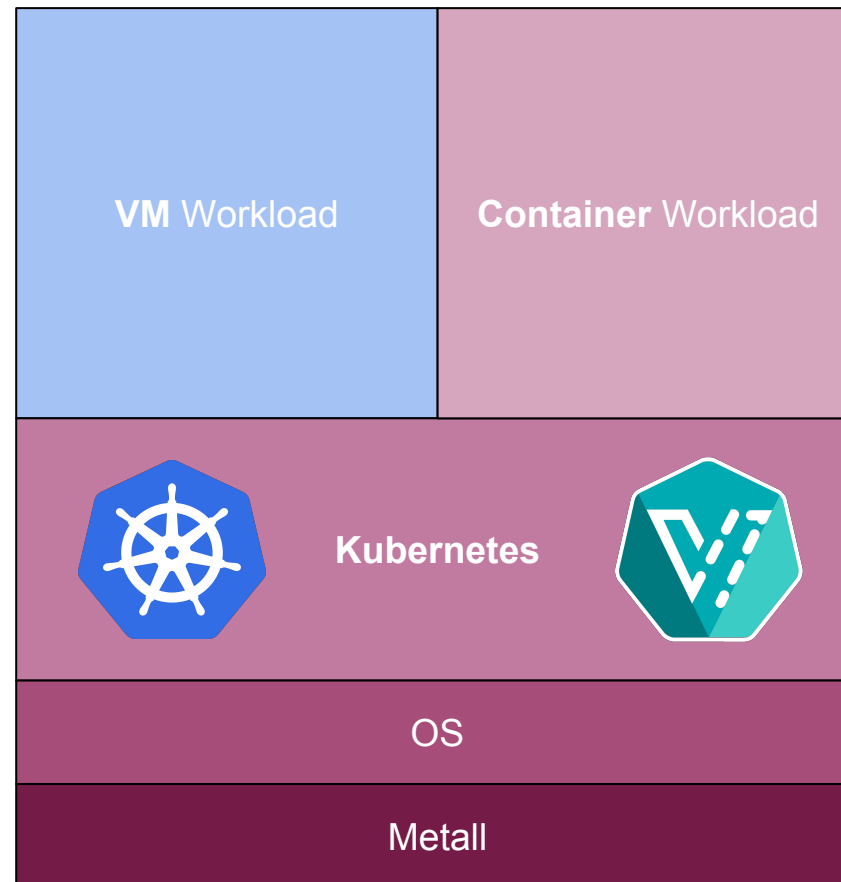 VM Workload
Container Workload
Kubernetes
OS
Metall